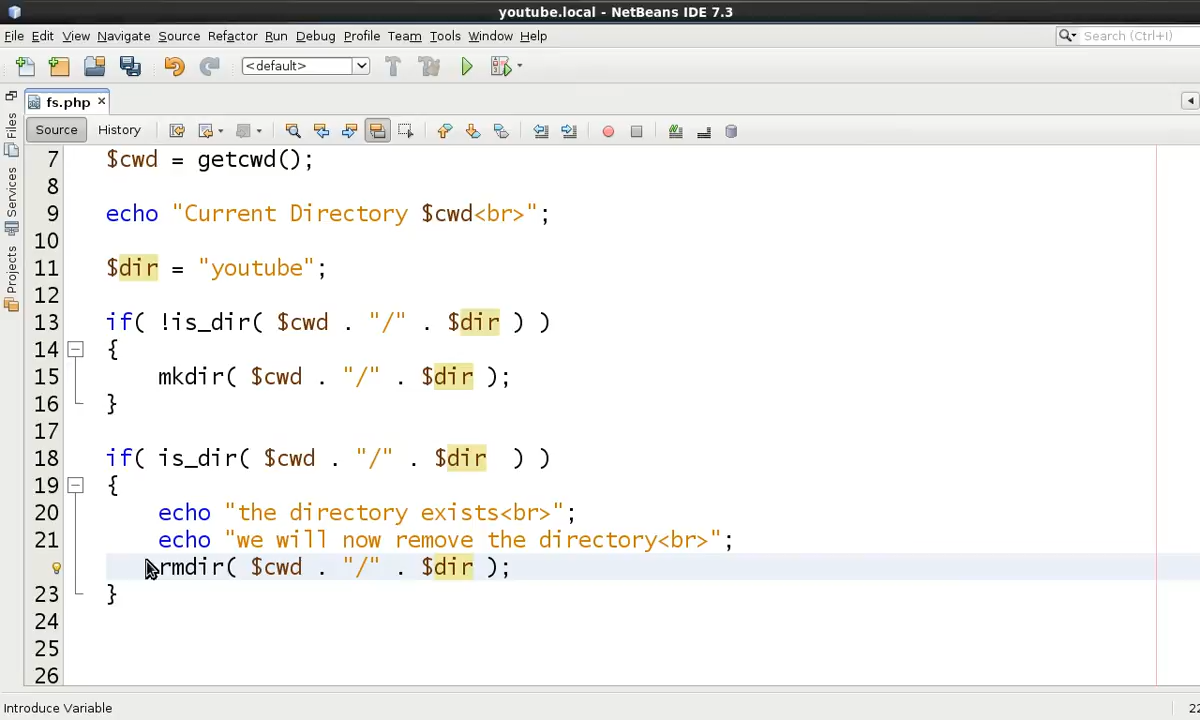 youtube.local - NetBeans IDE 7.3
File Edit View Navigate Source Refactor Run Debug Profile Team Tools Window Help
Search (Ctrl+I)
<default>
fs.php
Source History
Files
Services
Projects
7 $cwd = getcwd();
8
9 echo "Current Directory $cwd<br>";
10
11 $dir = "youtube";
12
13 if( !is_dir( $cwd . "/" . $dir ) )
14 {
15 mkdir( $cwd . "/" . $dir );
16 }
17
18 if( is_dir( $cwd . "/" . $dir  ) )
19 {
20 echo "the directory exists<br>";
21 echo "we will now remove the directory<br>";
rmdir( $cwd . "/" . $dir );
23 }
24
25
26
Introduce Variable